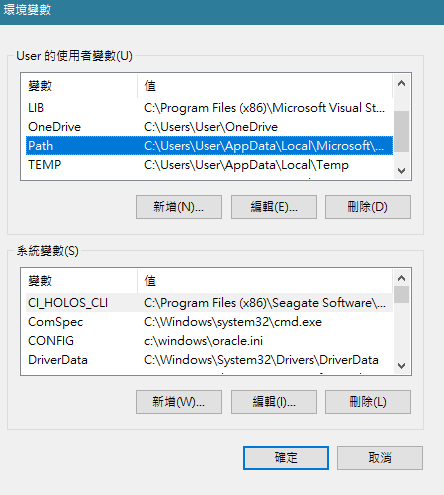 環境變數
User 的使用者變數(U)
變數 值
LIB C:\Program Files (x86)\Microsoft Visual St...
OneDrive C:\Users\User\OneDrive
Path C:\Users\User\AppData\Local\Microsoft\...
TEMP C:\Users\User\AppData\Local\Temp
新增(N)... 編輯(E)... 刪除(D)
系統變數(S)
變數 值
CI_HOLOS_CLI C:\Program Files (x86)\Seagate Software\...
ComSpec C:\Windows\system32\cmd.exe
CONFIG c:\windows\oracle.ini
DriverData C:\Windows\System32\Drivers\DriverData
新增(W)... 編輯(I)... 刪除(L)
確定 取消